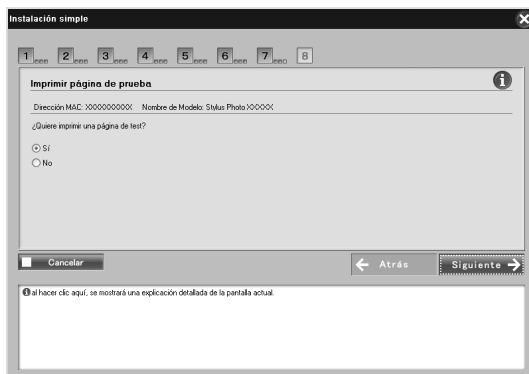 Instalación simple
1 2 3 4 5 6 7 8
Imprimir página de prueba
Dirección MAC: XXXXXXXXXX Nombre de Modelo: Stylus Photo XXXXX
¿Quiere imprimir una página de test?
Sí
No
Cancelar
Atrás
Siguiente
al hacer clic aquí, se mostrará una explicación detallada de la pantalla actual.